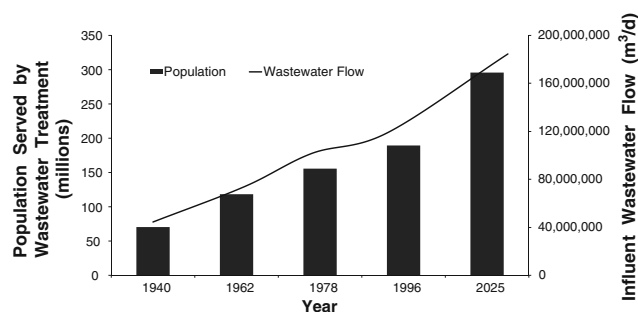 Population Served by
Wastewater Treatment
(millions)
350
300
250
200
150
100
50
0
Population
Wastewater Flow
200,000,000
160,000,000
120,000,000
80,000,000
40,000,000
0
Influent Wastewater Flow (m³/d)
1940
1962
1978
1996
2025
Year